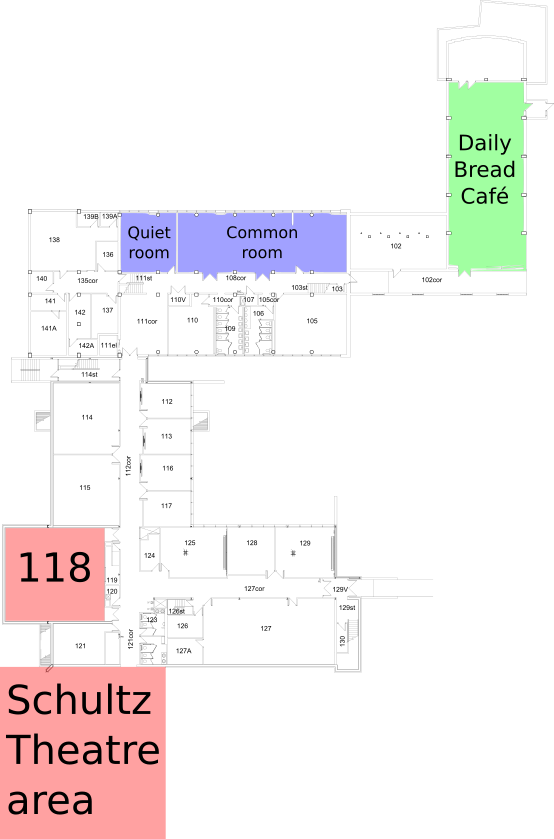 Daily
Bread
Café
139B
139A
138
Quiet
room
Common
room
136
102
140
135cor
111st
108cor
103st
103
102cor
141
142
137
110V
110cor
107
105cor
141A
111cor
110
109
106
105
142A
111el
114st
112
114
113
112cor
116
115
117
118
124
125
128
129
119
120
127cor
129V
126st
129st
123
126
127
121
121cor
127A
130
Schultz
Theatre
area